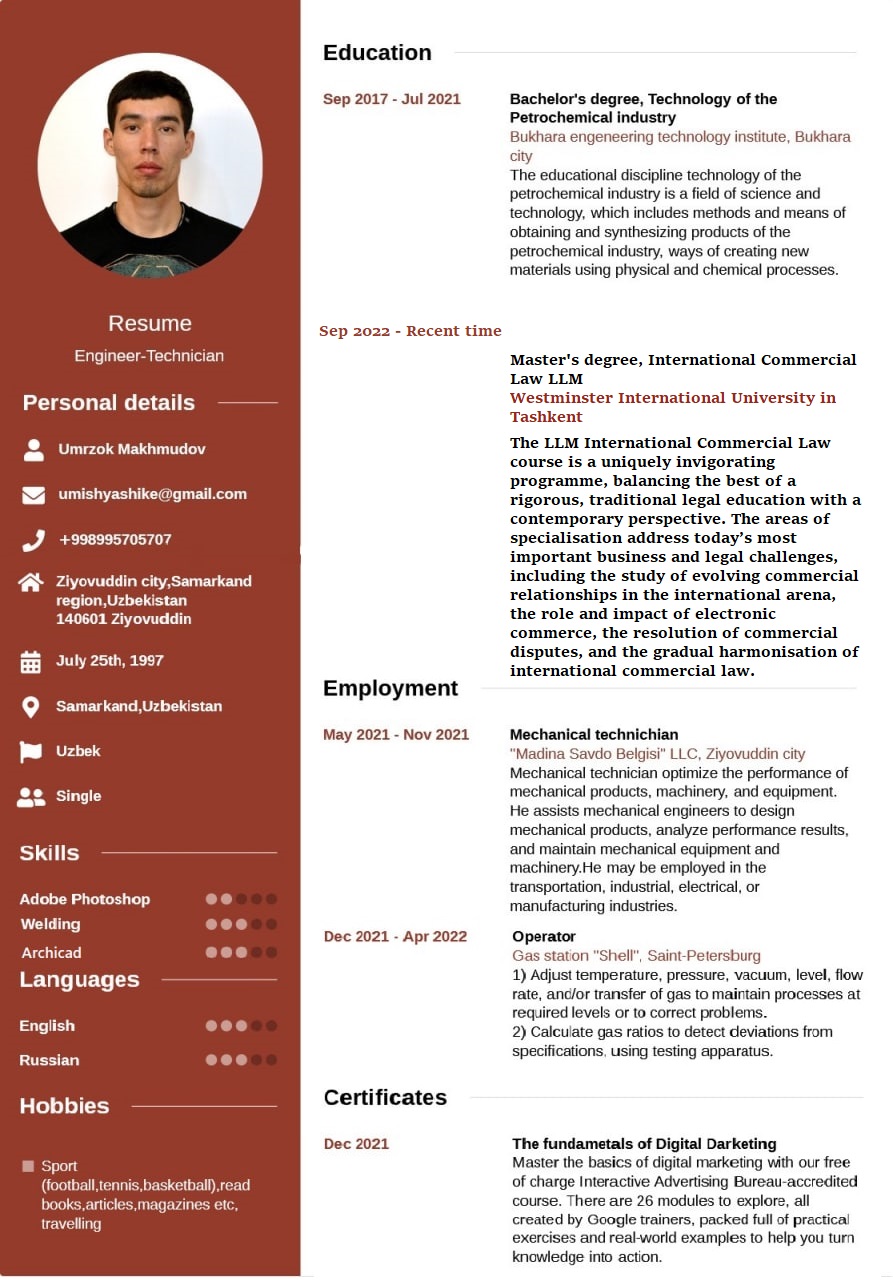 Resume
Engineer-Technician
Personal details
Umrzok Makhmudov
umishyashike@gmail.com
+998995705707
Ziyovuddin city,Samarkand
region,Uzbekistan
140601 Ziyovuddin
July 25th, 1997
Samarkand,Uzbekistan
Uzbek
Single
Skills
Adobe Photoshop
Welding
Archicad
Languages
English
Russian
Hobbies
Sport
(football,tennis,basketball),read
books,articles,magazines etc,
travelling
Education
Sep 2017 - Jul 2021
Bachelor's degree, Technology of the
Petrochemical industry
Bukhara engeneering technology institute, Bukhara
city
The educational discipline technology of the
petrochemical industry is a field of science and
technology, which includes methods and means of
obtaining and synthesizing products of the
petrochemical industry, ways of creating new
materials using physical and chemical processes.
Sep 2022 - Recent time
Master's degree, International Commercial
Law LLM
Westminster International University in
Tashkent
The LLM International Commercial Law
course is a uniquely invigorating
programme, balancing the best of a
rigorous, traditional legal education with a
contemporary perspective. The areas of
specialisation address today’s most
important business and legal challenges,
including the study of evolving commercial
relationships in the international arena,
the role and impact of electronic
commerce, the resolution of commercial
disputes, and the gradual harmonisation of
international commercial law.
Employment
May 2021 - Nov 2021
Mechanical technichian
"Madina Savdo Belgisi" LLC, Ziyovuddin city
Mechanical technician optimize the performance of
mechanical products, machinery, and equipment.
He assists mechanical engineers to design
mechanical products, analyze performance results,
and maintain mechanical equipment and
machinery.He may be employed in the
transportation, industrial, electrical, or
manufacturing industries.
Dec 2021 - Apr 2022
Operator
Gas station "Shell", Saint-Petersburg
1) Adjust temperature, pressure, vacuum, level, flow
rate, and/or transfer of gas to maintain processes at
required levels or to correct problems.
2) Calculate gas ratios to detect deviations from
specifications, using testing apparatus.
Certificates
Dec 2021
The fundametals of Digital Darketing
Master the basics of digital marketing with our free
of charge Interactive Advertising Bureau-accredited
course. There are 26 modules to explore, all
created by Google trainers, packed full of practical
exercises and real-world examples to help you turn
knowledge into action.